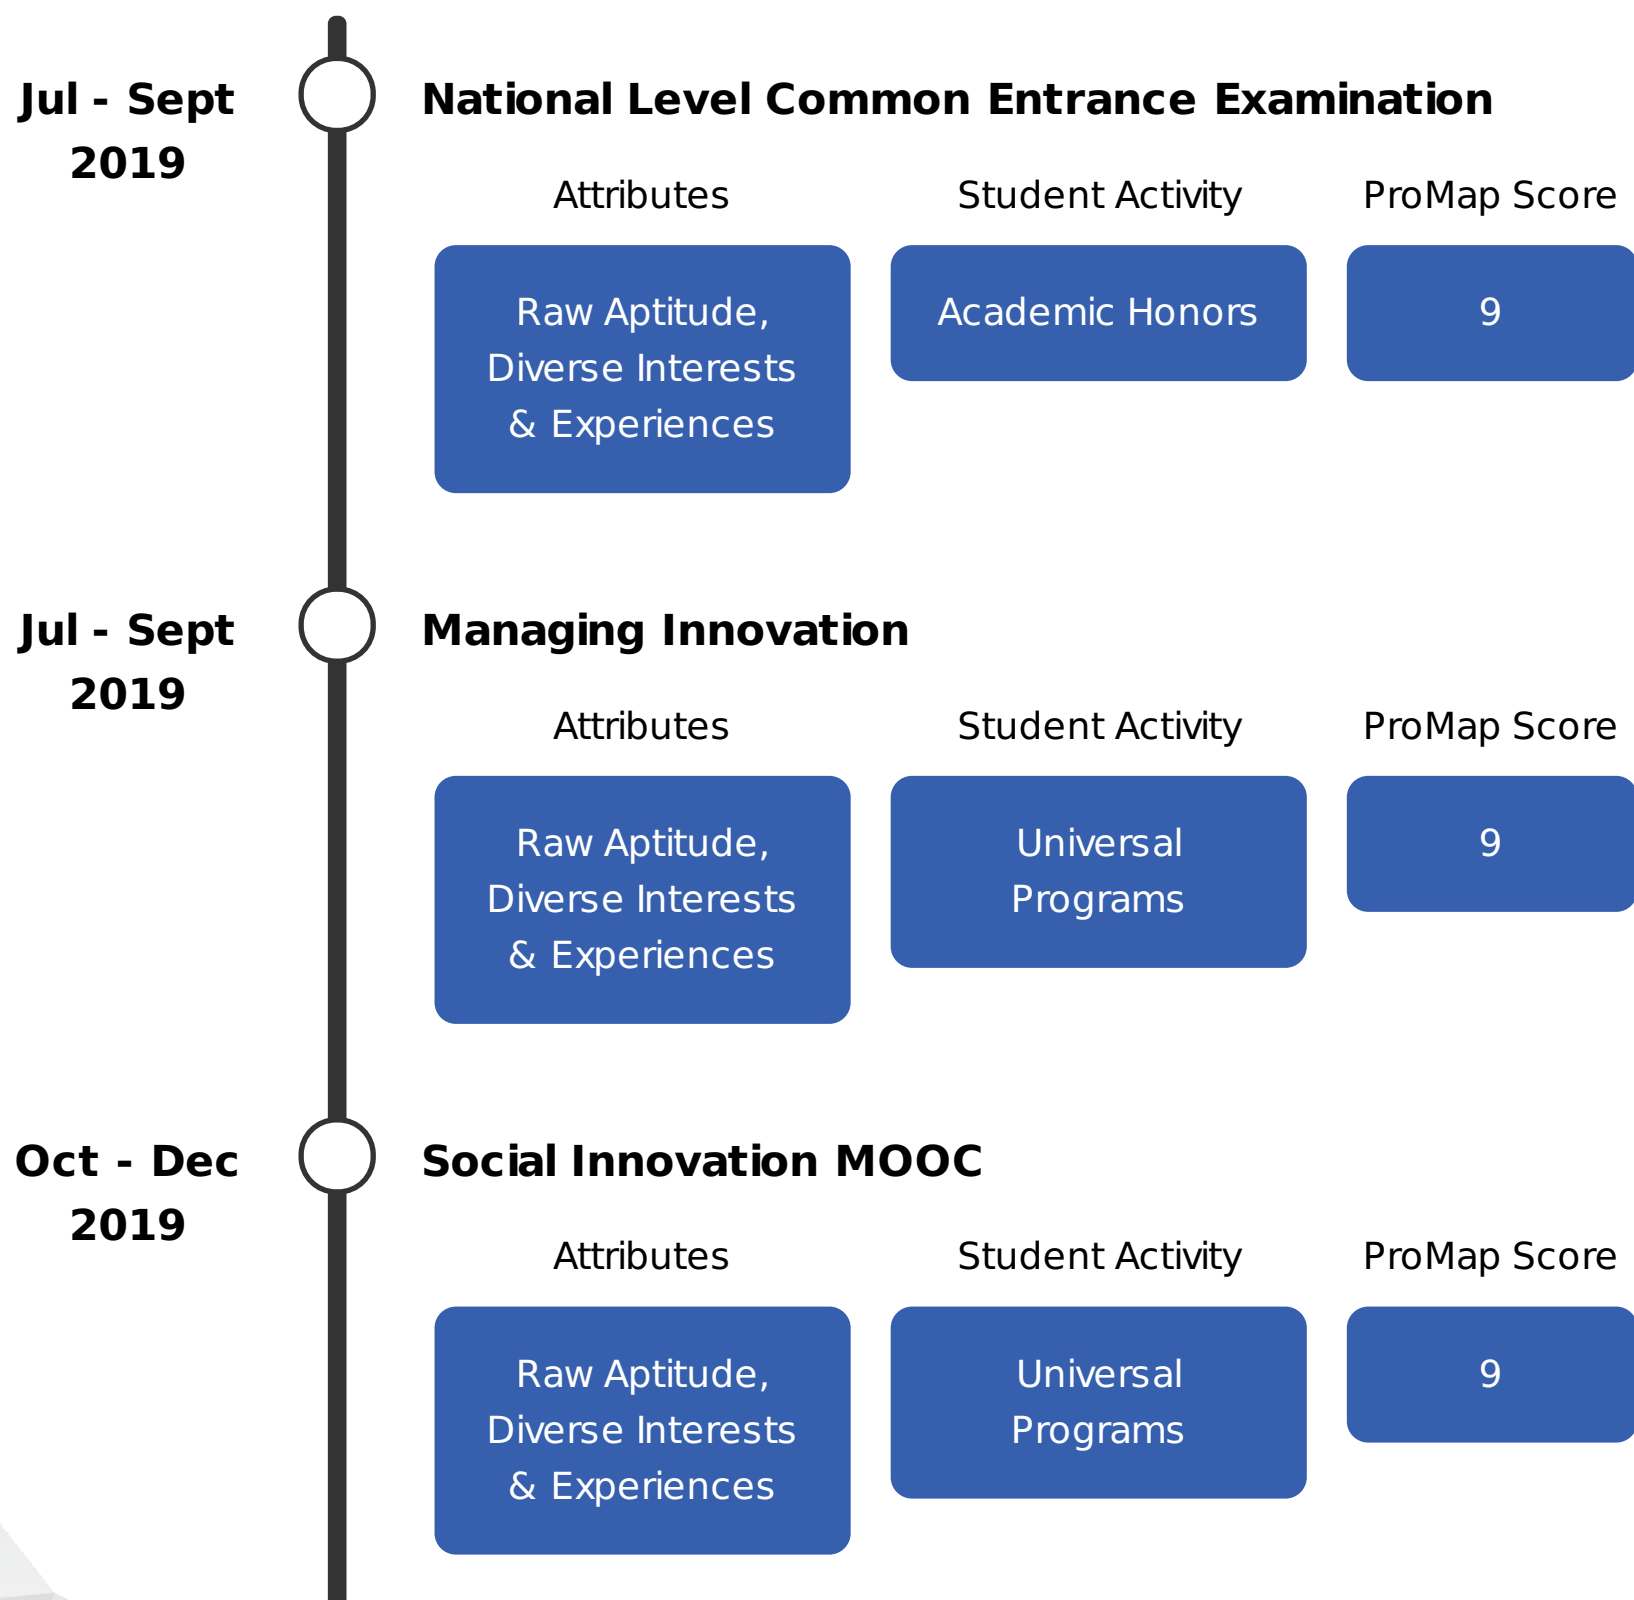 Jul - Sept
2019
National Level Common Entrance Examination
Attributes
Student Activity
ProMap Score
Raw Aptitude,
Diverse Interests
& Experiences
Academic Honors
9
Jul - Sept
2019
Managing Innovation
Attributes
Student Activity
ProMap Score
Raw Aptitude,
Diverse Interests
& Experiences
Universal
Programs
9
Oct - Dec
2019
Social Innovation MOOC
Attributes
Student Activity
ProMap Score
Raw Aptitude,
Diverse Interests
& Experiences
Universal
Programs
9